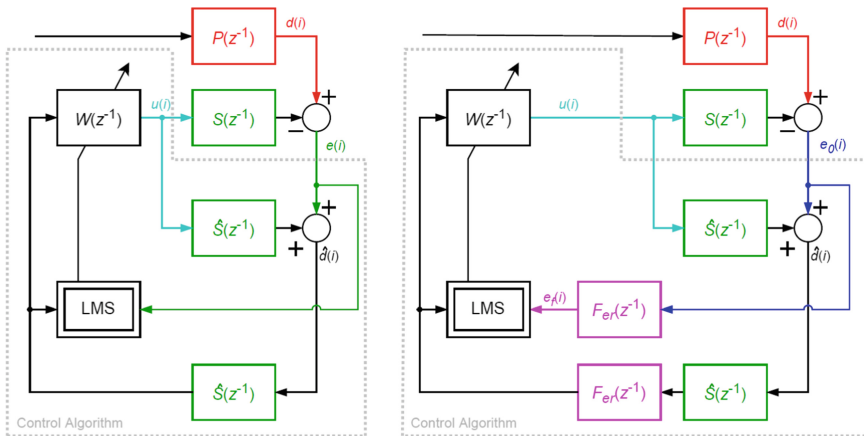 P(z⁻¹)
d(i)
W(z⁻¹)
u(i)
S(z⁻¹)
+
−
e(i)
Ŝ(z⁻¹)
+
+
d̂(i)
LMS
Ŝ(z⁻¹)
Control Algorithm
P(z⁻¹)
d(i)
W(z⁻¹)
u(i)
S(z⁻¹)
+
−
e₀(i)
Ŝ(z⁻¹)
+
+
d̂(i)
LMS
e_f(i)
F_er(z⁻¹)
F_er(z⁻¹)
Ŝ(z⁻¹)
Control Algorithm